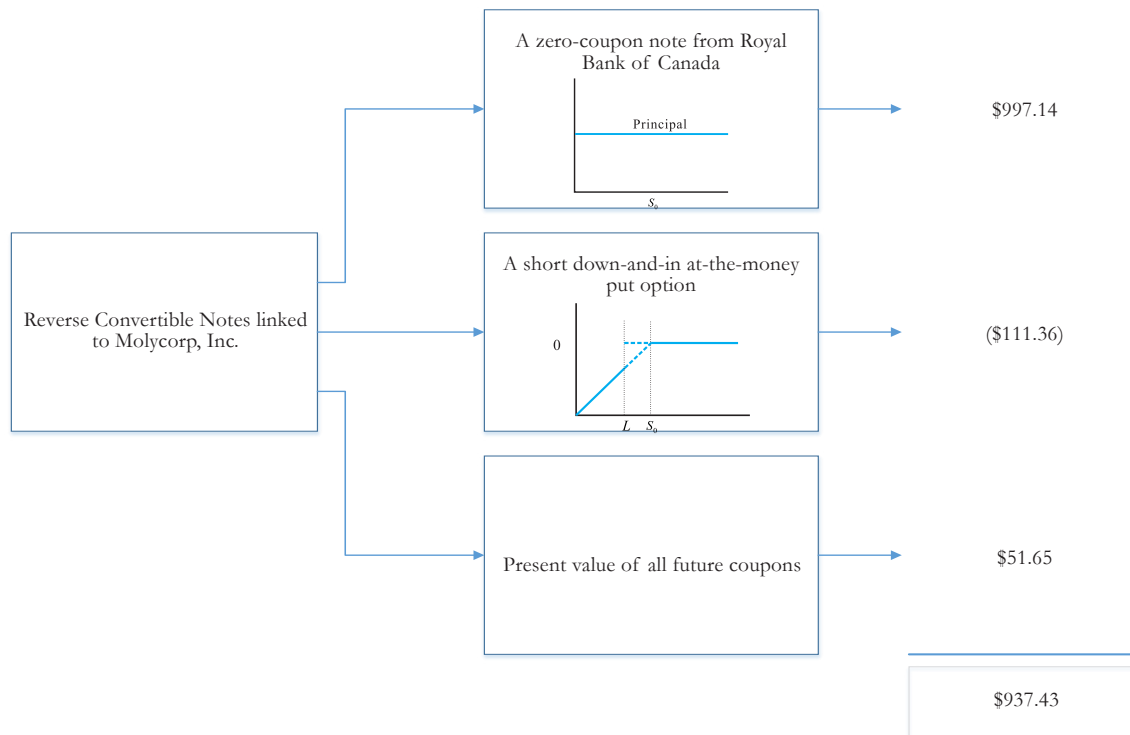 A zero-coupon note from Royal
Bank of Canada
Principal
S₀
$997.14
Reverse Convertible Notes linked
to Molycorp, Inc.
A short down-and-in at-the-money
put option
0
L S₀
($111.36)
Present value of all future coupons
$51.65
$937.43